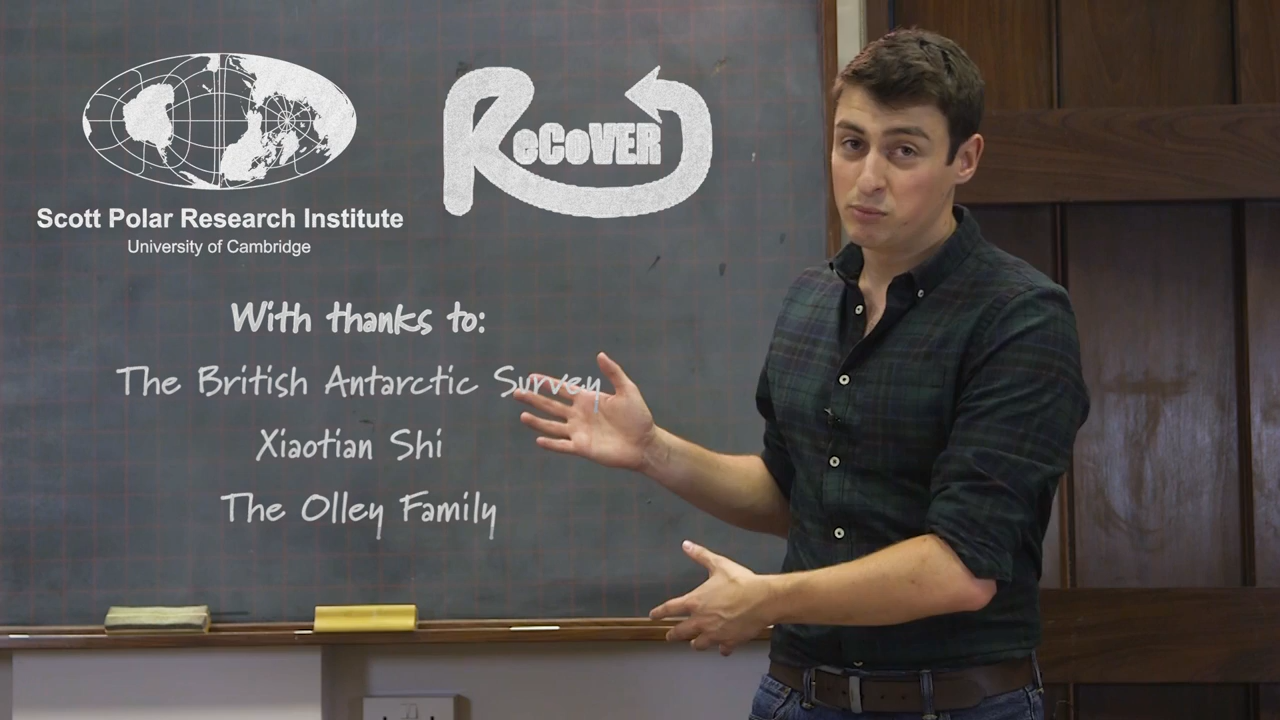 Scott Polar Research Institute
University of Cambridge
ReCoVER
With thanks to:
The British Antarctic Survey
Xiaotian Shi
The Olley Family